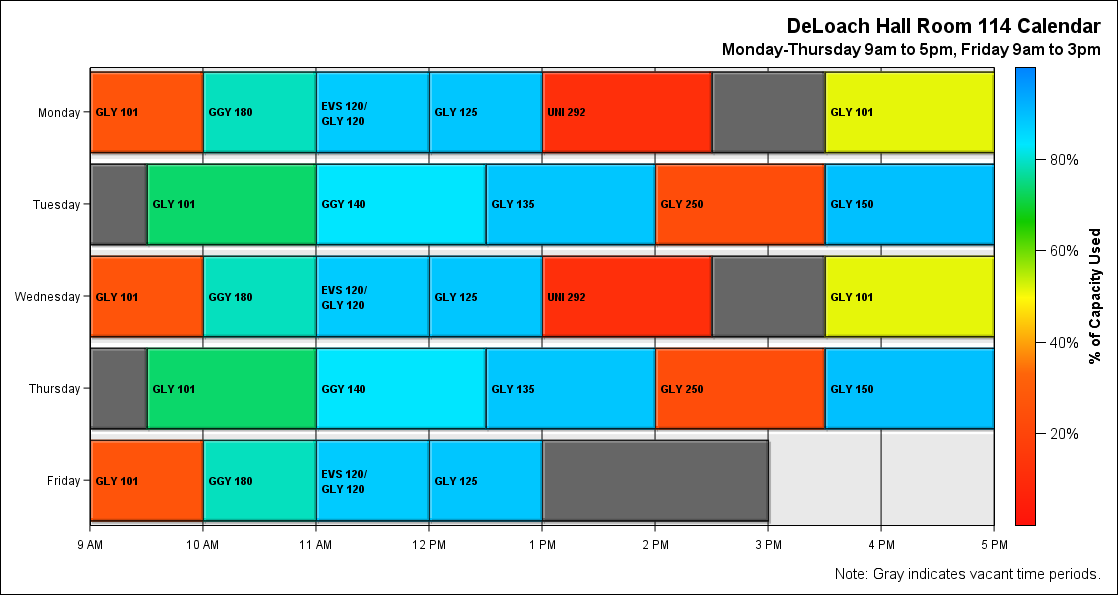 DeLoach Hall Room 114 Calendar
Monday-Thursday 9am to 5pm, Friday 9am to 3pm
Monday
GLY 101
GGY 180
EVS 120/
GLY 120
GLY 125
UNI 292
GLY 101
Tuesday
GLY 101
GGY 140
GLY 135
GLY 250
GLY 150
Wednesday
GLY 101
GGY 180
EVS 120/
GLY 120
GLY 125
UNI 292
GLY 101
Thursday
GLY 101
GGY 140
GLY 135
GLY 250
GLY 150
Friday
GLY 101
GGY 180
EVS 120/
GLY 120
GLY 125
9 AM
10 AM
11 AM
12 PM
1 PM
2 PM
3 PM
4 PM
5 PM
80%
60%
40%
20%
% of Capacity Used
Note: Gray indicates vacant time periods.